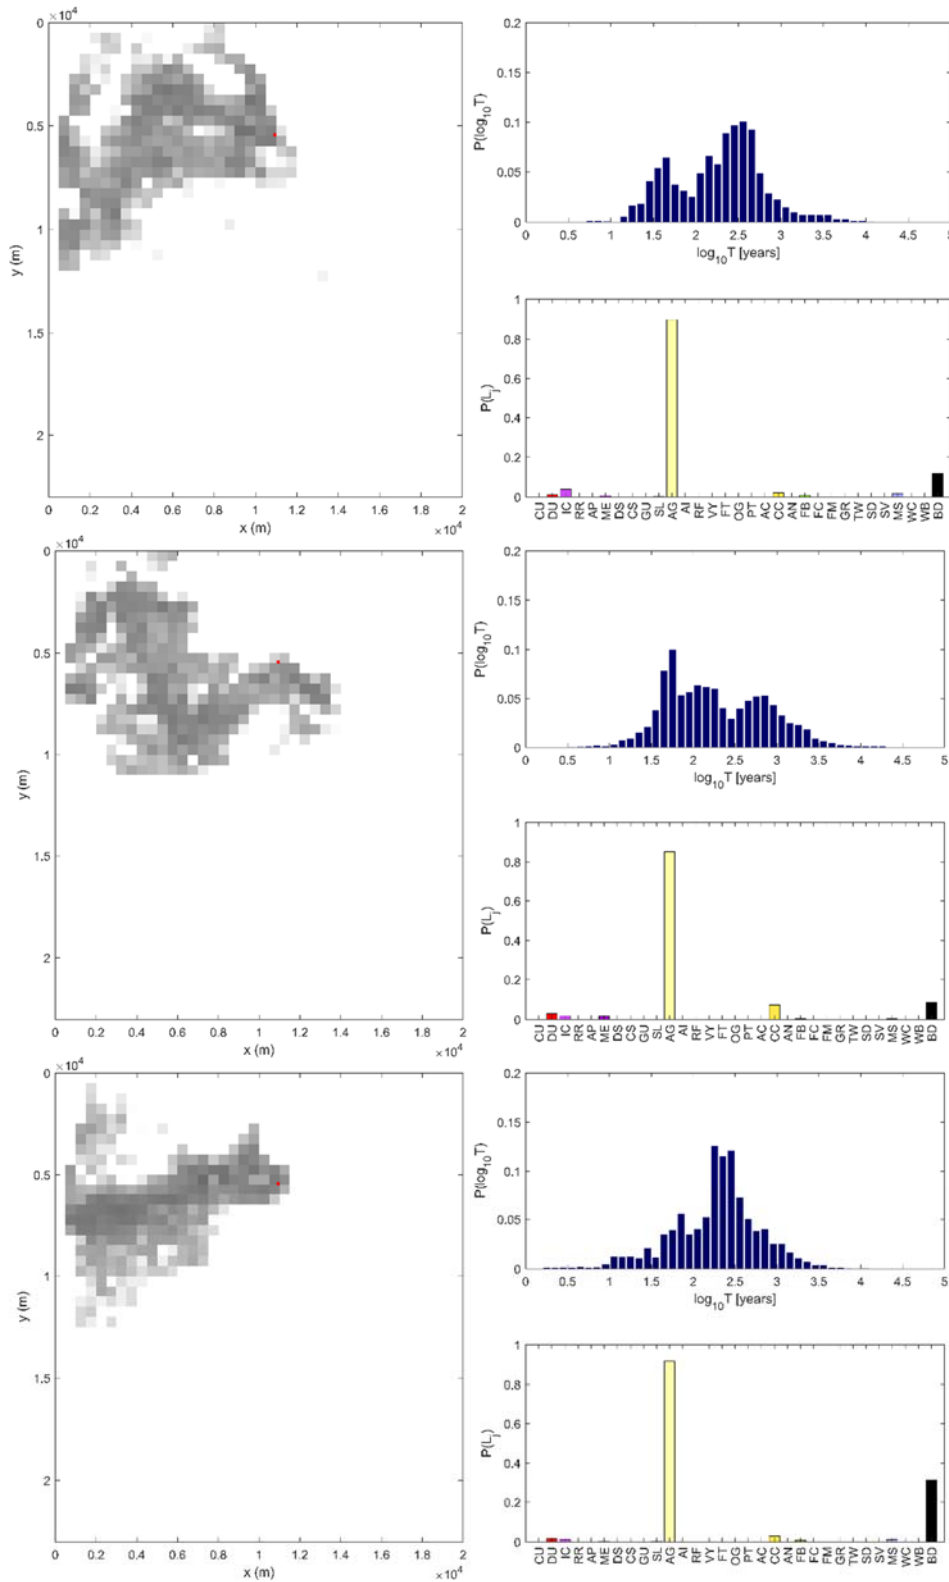 ×10⁴
0
0.5
1
1.5
2
y (m)
0 0.2 0.4 0.6 0.8 1 1.2 1.4 1.6 1.8 2
x (m) ×10⁴
0.2
0.15
0.1
0.05
0
P(log₁₀T)
0 0.5 1 1.5 2 2.5 3 3.5 4 4.5 5
log₁₀T [years]
1
0.8
0.6
0.4
0.2
0
P(Lⱼ)
CU DU IC RR AP ME DS CS GU SL AG AI RF VY FT OG PT AC CC AN FB FC FM GR TW SD SV MS WC WB BD
×10⁴
0
0.5
1
1.5
2
y (m)
0 0.2 0.4 0.6 0.8 1 1.2 1.4 1.6 1.8 2
x (m) ×10⁴
0.2
0.15
0.1
0.05
0
P(log₁₀T)
0 0.5 1 1.5 2 2.5 3 3.5 4 4.5 5
log₁₀T [years]
1
0.8
0.6
0.4
0.2
0
P(Lⱼ)
CU DU IC RR AP ME DS CS GU SL AG AI RF VY FT OG PT AC CC AN FB FC FM GR TW SD SV MS WC WB BD
×10⁴
0
0.5
1
1.5
2
y (m)
0 0.2 0.4 0.6 0.8 1 1.2 1.4 1.6 1.8 2
x (m) ×10⁴
0.2
0.15
0.1
0.05
0
P(log₁₀T)
0 0.5 1 1.5 2 2.5 3 3.5 4 4.5 5
log₁₀T [years]
1
0.8
0.6
0.4
0.2
0
P(Lⱼ)
CU DU IC RR AP ME DS CS GU SL AG AI RF VY FT OG PT AC CC AN FB FC FM GR TW SD SV MS WC WB BD